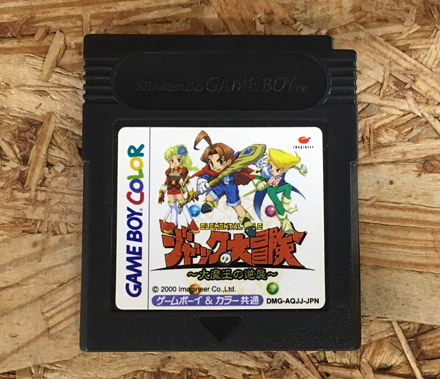 Nintendo GAME BOY TM
imagineer
GAME BOY COLOR
ELEMENTAL
ジャックの大冒険
～大魔王の逆襲～
© 2000 Imagineer Co., Ltd.
ゲームボーイ & カラー共通
DMG-AQJJ-JPN